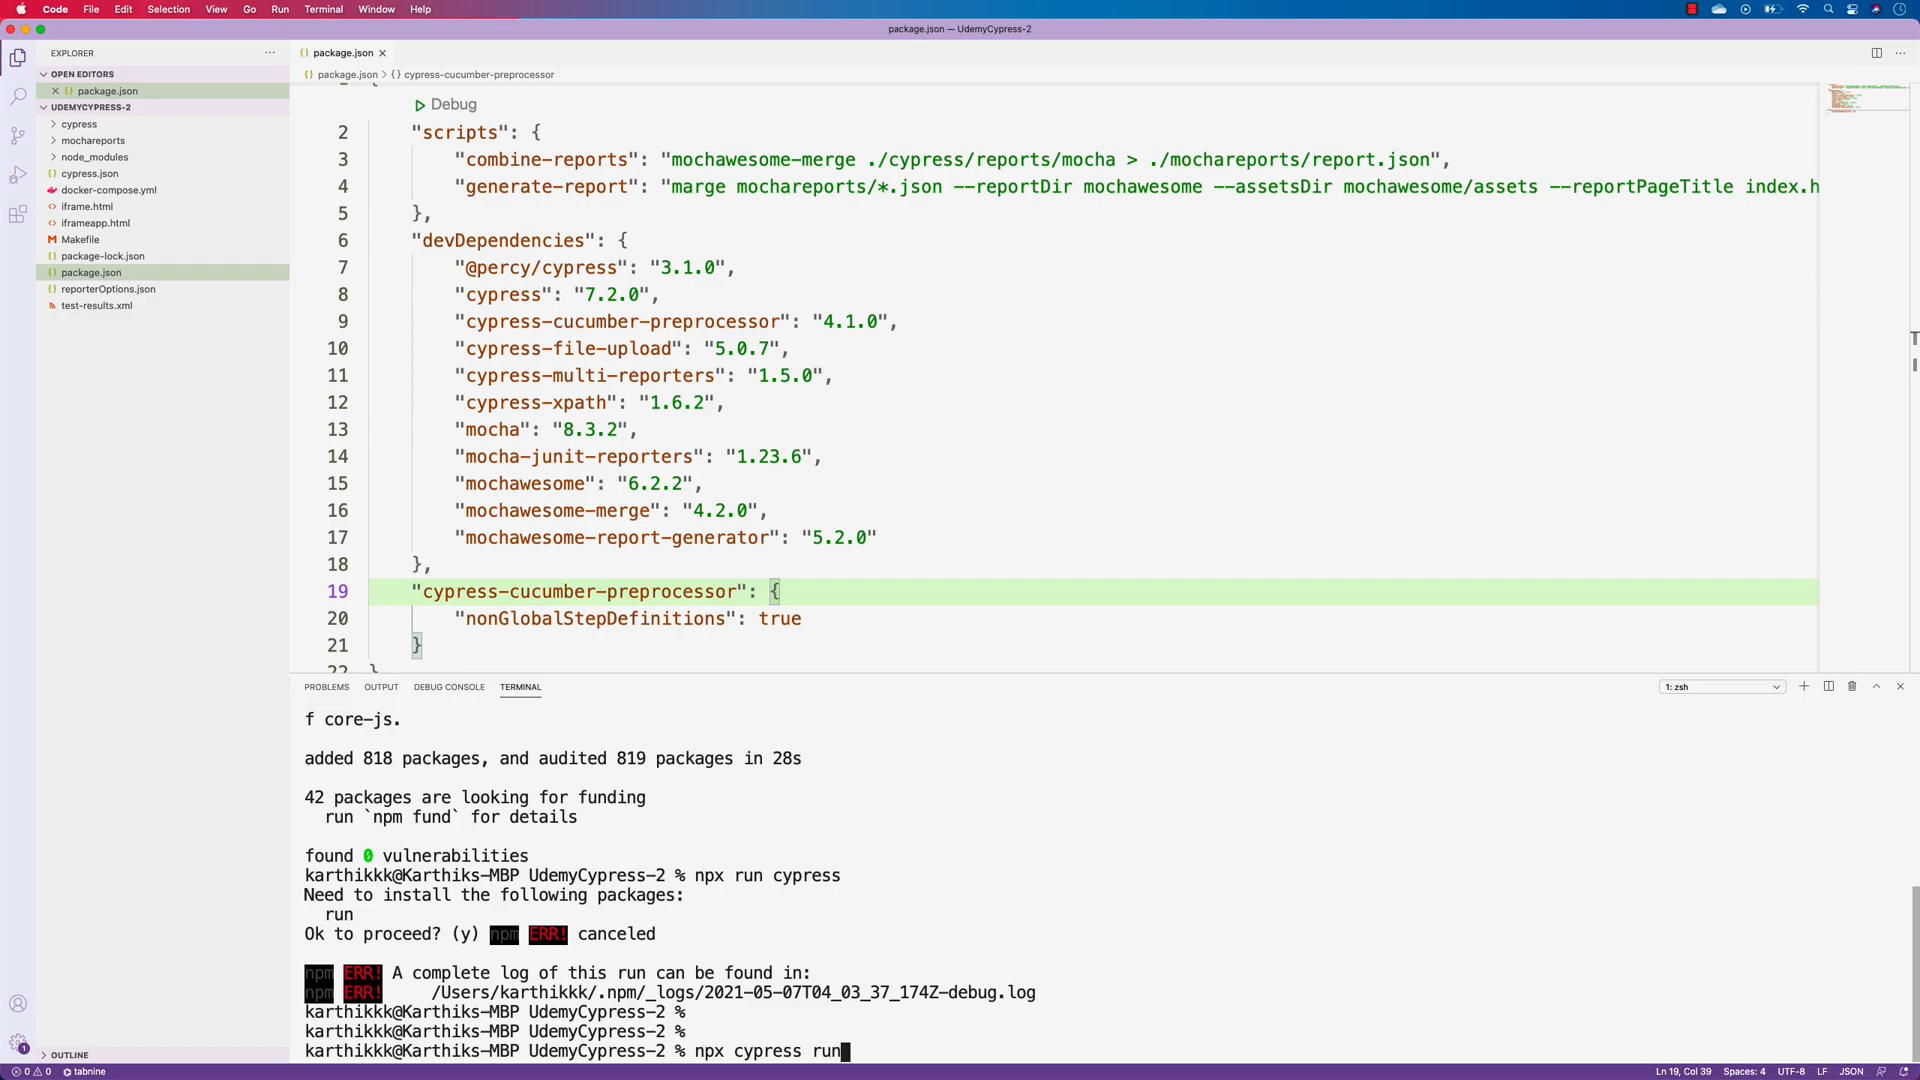 Code File Edit Selection View Go Run Terminal Window Help
package.json — UdemyCypress-2
EXPLORER
OPEN EDITORS
package.json
UDEMYCYPRESS-2
cypress
mochareports
node_modules
cypress.json
docker-compose.yml
iframe.html
iframeapp.html
Makefile
package-lock.json
package.json
reporterOptions.json
test-results.xml
OUTLINE
package.json
package.json > {} cypress-cucumber-preprocessor
Debug
2 "scripts": {
3 "combine-reports": "mochawesome-merge ./cypress/reports/mocha > ./mochareports/report.json",
4 "generate-report": "marge mochareports/*.json --reportDir mochawesome --assetsDir mochawesome/assets --reportPageTitle index.h
5 },
6 "devDependencies": {
7 "@percy/cypress": "3.1.0",
8 "cypress": "7.2.0",
9 "cypress-cucumber-preprocessor": "4.1.0",
10 "cypress-file-upload": "5.0.7",
11 "cypress-multi-reporters": "1.5.0",
12 "cypress-xpath": "1.6.2",
13 "mocha": "8.3.2",
14 "mocha-junit-reporters": "1.23.6",
15 "mochawesome": "6.2.2",
16 "mochawesome-merge": "4.2.0",
17 "mochawesome-report-generator": "5.2.0"
18 },
19 "cypress-cucumber-preprocessor": {
20 "nonGlobalStepDefinitions": true
21 }
22 }
PROBLEMS OUTPUT DEBUG CONSOLE TERMINAL
1: zsh
f core-js.
added 818 packages, and audited 819 packages in 28s
42 packages are looking for funding
run `npm fund` for details
found 0 vulnerabilities
karthikkk@Karthiks-MBP UdemyCypress-2 % npx run cypress
Need to install the following packages:
run
Ok to proceed? (y) npm ERR! canceled
npm ERR! A complete log of this run can be found in:
npm ERR! /Users/karthikkk/.npm/_logs/2021-05-07T04_03_37_174Z-debug.log
karthikkk@Karthiks-MBP UdemyCypress-2 %
karthikkk@Karthiks-MBP UdemyCypress-2 %
karthikkk@Karthiks-MBP UdemyCypress-2 % npx cypress run
0 0 tabnine
Ln 19, Col 39 Spaces: 4 UTF-8 LF JSON